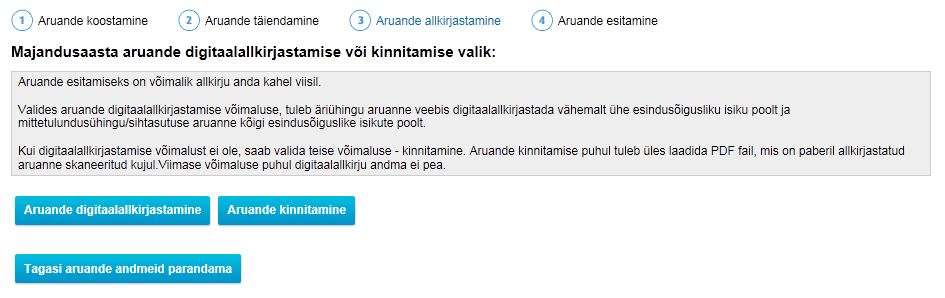 1 Aruande koostamine 2 Aruande täiendamine 3 Aruande allkirjastamine 4 Aruande esitamine
Majandusaasta aruande digitaalallkirjastamise või kinnitamise valik:
Aruande esitamiseks on võimalik allkirju anda kahel viisil.
Valides aruande digitaalallkirjastamise võimaluse, tuleb äriühingu aruanne veebis digitaalallkirjastada vähemalt ühe esindusõigusliku isiku poolt ja
mittetulundusühingu/sihtasutuse aruanne kõigi esindusõiguslike isikute poolt.
Kui digitaalallkirjastamise võimalust ei ole, saab valida teise võimaluse - kinnitamine. Aruande kinnitamise puhul tuleb üles laadida PDF fail, mis on paberil allkirjastatud
aruanne skaneeritud kujul.Viimase võimaluse puhul digitaalallkirju andma ei pea.
Aruande digitaalallkirjastamine Aruande kinnitamine
Tagasi aruande andmeid parandama